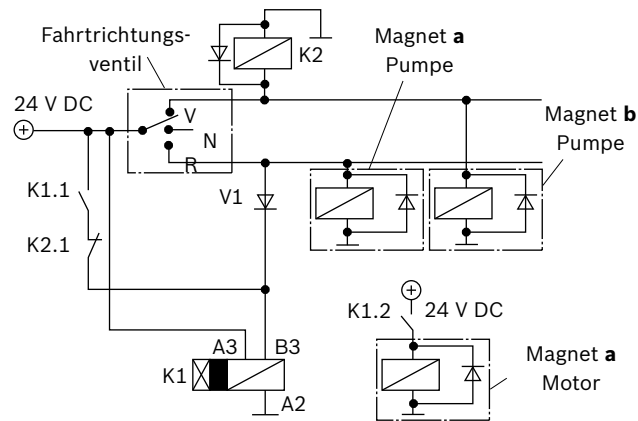 Fahrtrichtungs-
ventil
K2
Magnet a
Pumpe
24 V DC
V
N
R
Magnet b
Pumpe
K1.1
V1
K2.1
K1.2
24 V DC
A3
B3
K1
A2
Magnet a
Motor